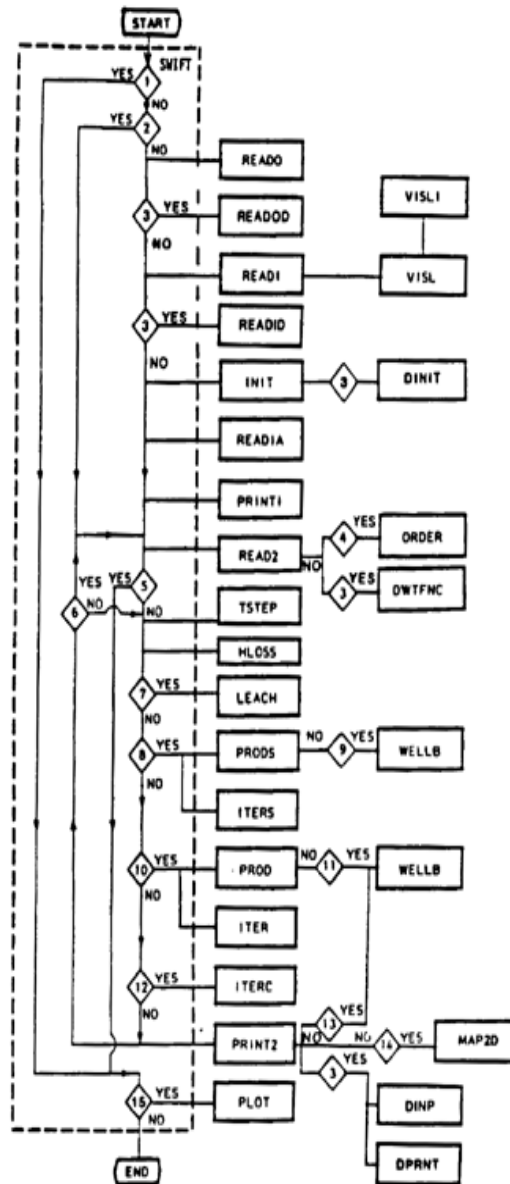 START
SWIFT
YES 1
NO
YES 2
NO
READO
3 YES READOD
NO
VISL1
READ1 VISL
3 YES READID
NO
INIT 3 DINIT
READ1A
PRINT1
READ2 NO 4 YES ORDER
3 YES DWTFNC
YES YES 5
6 NO NO
TSTEP
HLOSS
7 YES LEACH
NO
8 YES PRODS NO 9 YES WELLB
NO
ITERS
10 YES PROD NO 11 YES WELLB
NO
ITER
12 YES ITERC
NO
13 YES
PRINT2 NO NO 14 YES MAP2D
3 YES
15 YES PLOT
NO
DINP
DPRNT
END